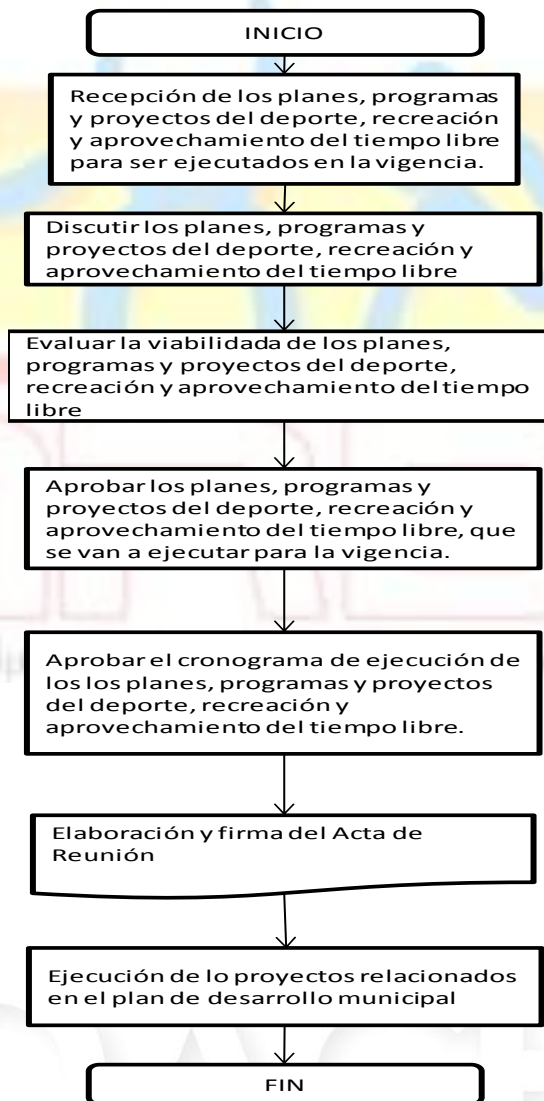 INICIO
Recepción de los planes, programas
y proyectos del deporte, recreación
y aprovechamiento del tiempo libre
para ser ejecutados en la vigencia.
Discutir los planes, programas y
proyectos del deporte, recreación y
aprovechamiento del tiempo libre
Evaluar la viabilidada de los planes,
programas y proyectos del deporte,
recreación y aprovechamiento del tiempo
libre
Aprobar los planes, programas y
proyectos del deporte, recreación y
aprovechamiento del tiempo libre, que
se van a ejecutar para la vigencia.
Aprobar el cronograma de ejecución de
los los planes, programas y proyectos
del deporte, recreación y
aprovechamiento del tiempo libre.
Elaboración y firma del Acta de
Reunión
Ejecución de lo proyectos relacionados
en el plan de desarrollo municipal
FIN